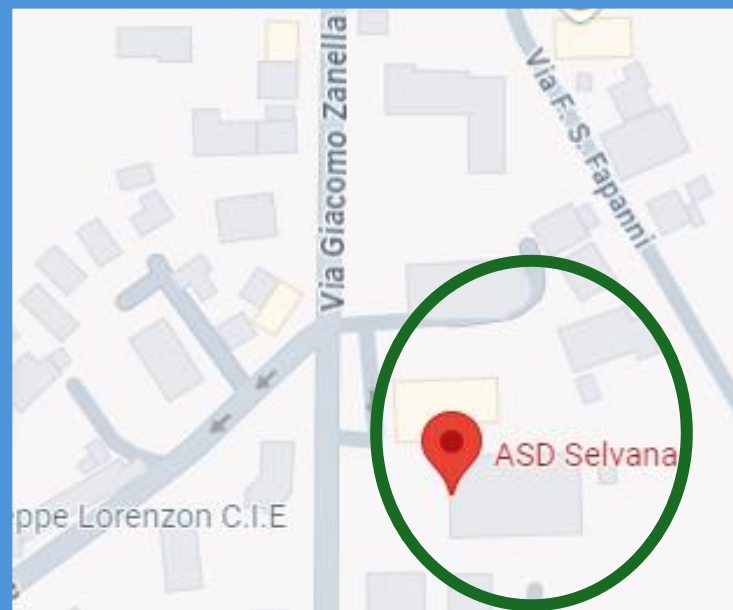 Via Giacomo Zanella
Via F. S. Fapanni
ASD Selvana
eppe Lorenzon C.I.E